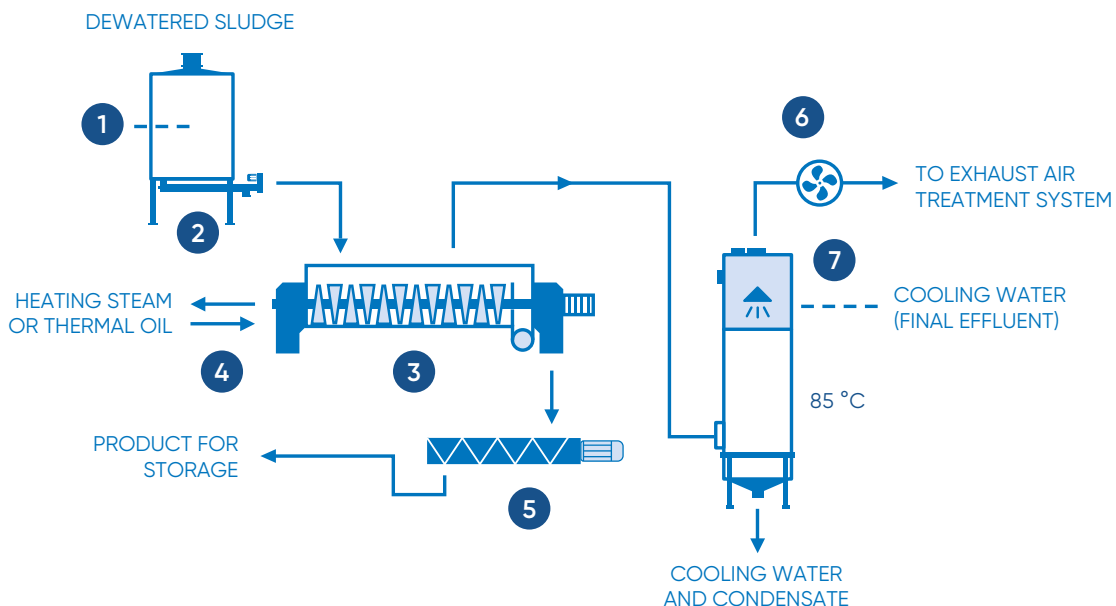 DEWATERED SLUDGE
1
2
6
TO EXHAUST AIR
TREATMENT SYSTEM
7
HEATING STEAM
OR THERMAL OIL
COOLING WATER
(FINAL EFFLUENT)
4
3
85 °C
PRODUCT FOR
STORAGE
5
COOLING WATER
AND CONDENSATE